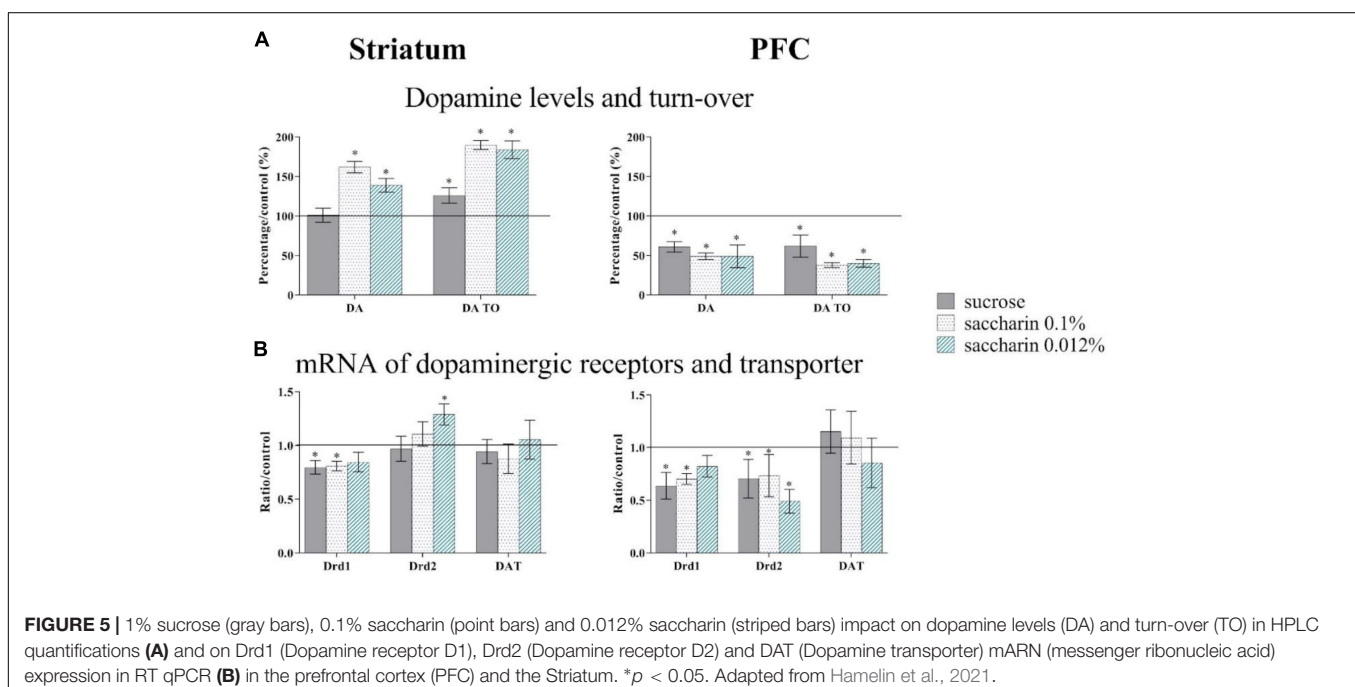 A
Striatum PFC
Dopamine levels and turn-over
Percentage/control (%)
200
150
100
50
0
* * * * *
DA DA TO
Percentage/control (%)
200
150
100
50
0
* * * * * *
DA DA TO
sucrose
saccharin 0.1%
saccharin 0.012%
B
mRNA of dopaminergic receptors and transporter
Ratio/control
1.5
1.0
0.5
0.0
* * *
Drd1 Drd2 DAT
Ratio/control
1.5
1.0
0.5
0.0
* * * * *
Drd1 Drd2 DAT
FIGURE 5 | 1% sucrose (gray bars), 0.1% saccharin (point bars) and 0.012% saccharin (striped bars) impact on dopamine levels (DA) and turn-over (TO) in HPLC
quantifications (A) and on Drd1 (Dopamine receptor D1), Drd2 (Dopamine receptor D2) and DAT (Dopamine transporter) mARN (messenger ribonucleic acid)
expression in RT qPCR (B) in the prefrontal cortex (PFC) and the Striatum. *p < 0.05. Adapted from Hamelin et al., 2021.